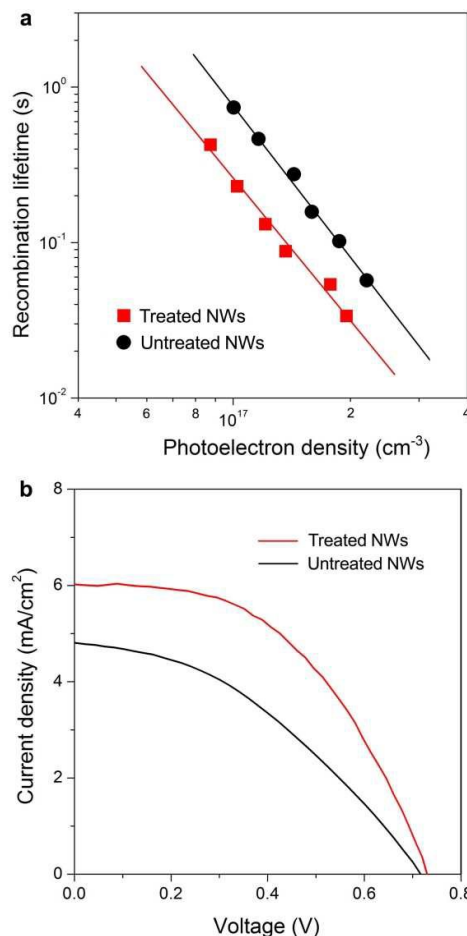 a
Recombination lifetime (s)
10⁰
10⁻¹
10⁻²
Treated NWs
Untreated NWs
4
6
8
10¹⁷
2
4
Photoelectron density (cm⁻³)
b
Current density (mA/cm²)
8
6
4
2
0
Treated NWs
Untreated NWs
0.0
0.2
0.4
0.6
0.8
Voltage (V)